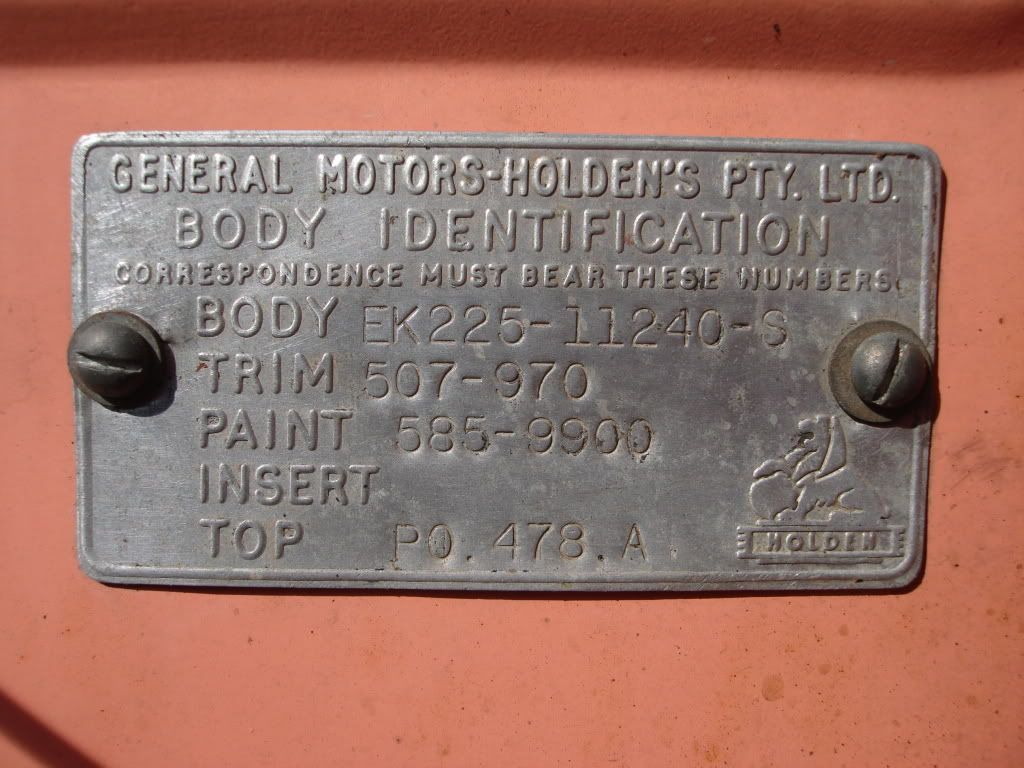 GENERAL MOTORS-HOLDEN'S PTY. LTD.
BODY IDENTIFICATION
CORRESPONDENCE MUST BEAR THESE NUMBERS.
BODY EK225-11240-S
TRIM 507-970
PAINT 585-9900
INSERT
TOP PO.478.A
HOLDEN